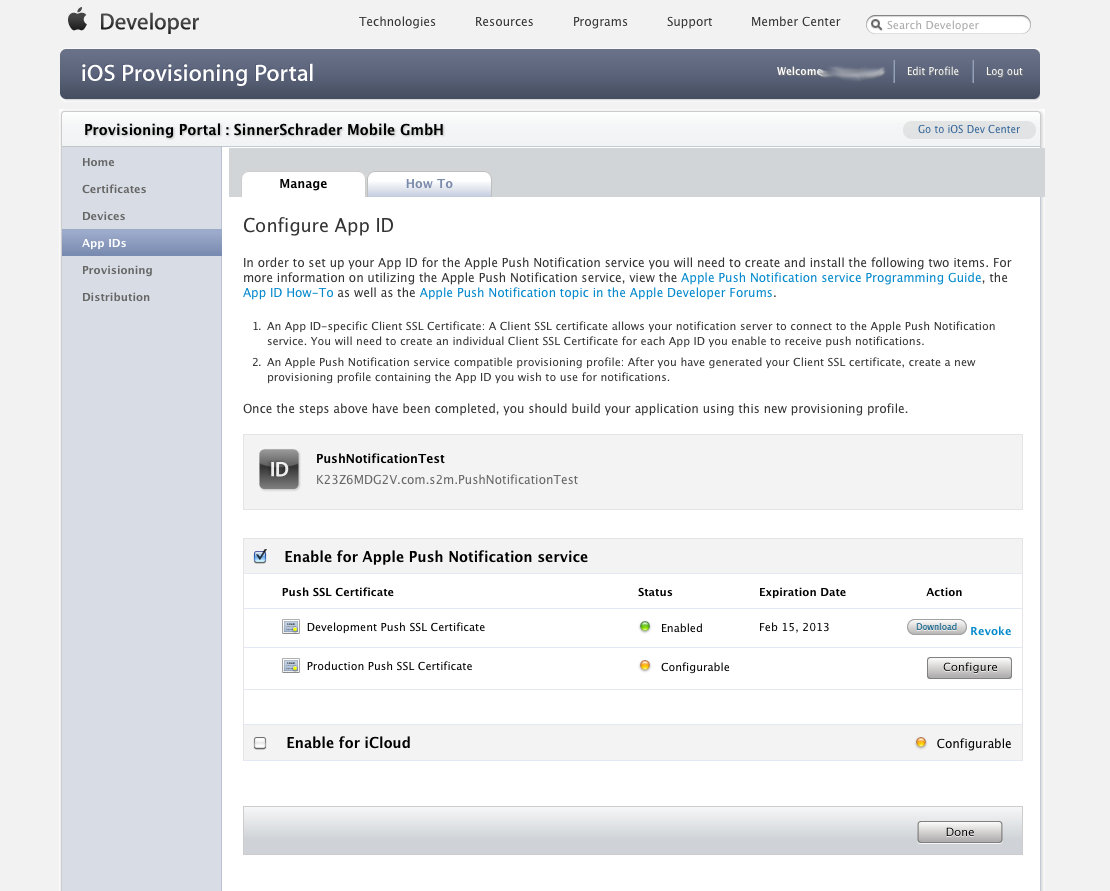 Developer
Technologies Resources Programs Support Member Center Search Developer
iOS Provisioning Portal
Welcome Edit Profile Log out
Provisioning Portal : SinnerSchrader Mobile GmbH
Go to iOS Dev Center
Home
Certificates
Devices
App IDs
Provisioning
Distribution
Manage How To
Configure App ID
In order to set up your App ID for the Apple Push Notification service you will need to create and install the following two items. For
more information on utilizing the Apple Push Notification service, view the Apple Push Notification service Programming Guide, the
App ID How-To as well as the Apple Push Notification topic in the Apple Developer Forums.
1. An App ID-specific Client SSL Certificate: A Client SSL certificate allows your notification server to connect to the Apple Push Notification
service. You will need to create an individual Client SSL Certificate for each App ID you enable to receive push notifications.
2. An Apple Push Notification service compatible provisioning profile: After you have generated your Client SSL certificate, create a new
provisioning profile containing the App ID you wish to use for notifications.
Once the steps above have been completed, you should build your application using this new provisioning profile.
ID
PushNotificationTest
K23Z6MDG2V.com.s2m.PushNotificationTest
Enable for Apple Push Notification service
Push SSL Certificate Status Expiration Date Action
Development Push SSL Certificate Enabled Feb 15, 2013 Download Revoke
Production Push SSL Certificate Configurable Configure
Enable for iCloud Configurable
Done